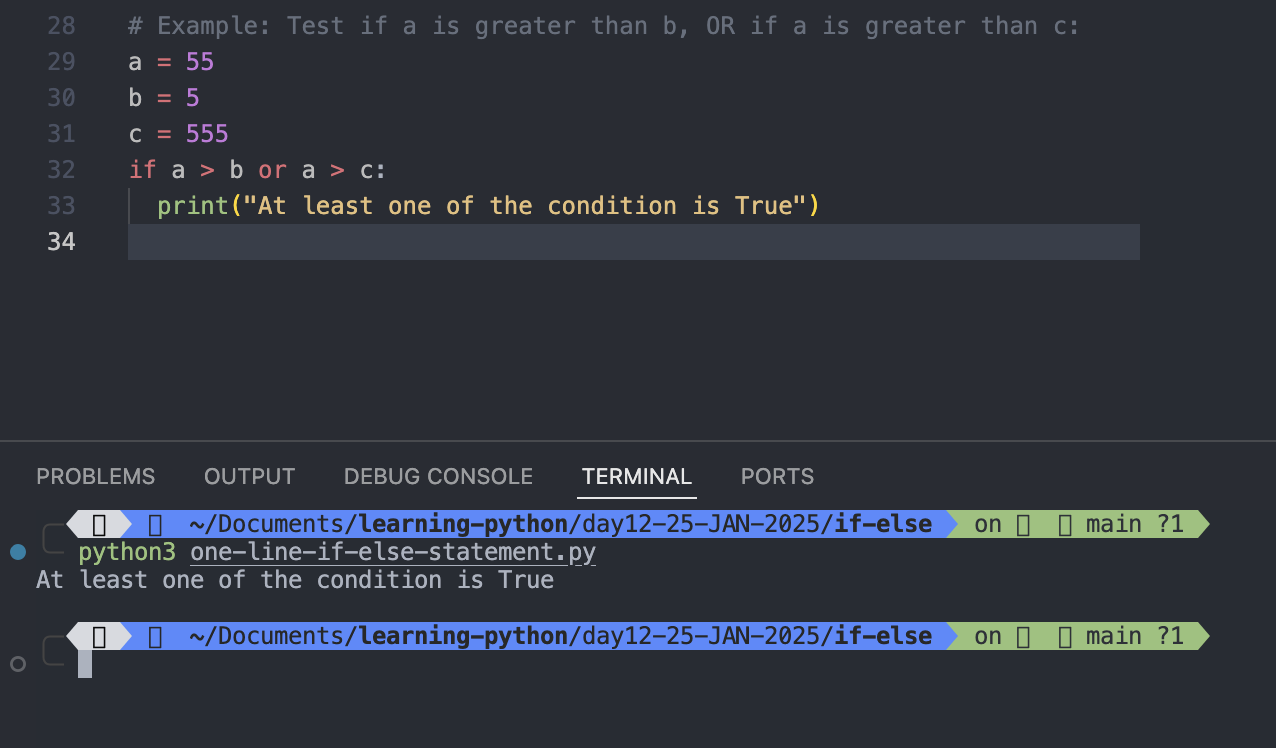 28 # Example: Test if a is greater than b, OR if a is greater than c:
29 a = 55
30 b = 5
31 c = 555
32 if a > b or a > c:
33   print("At least one of the condition is True")
34
PROBLEMS OUTPUT DEBUG CONSOLE TERMINAL PORTS
~/Documents/learning-python/day12-25-JAN-2025/if-else on main ?1
python3 one-line-if-else-statement.py
At least one of the condition is True
~/Documents/learning-python/day12-25-JAN-2025/if-else on main ?1